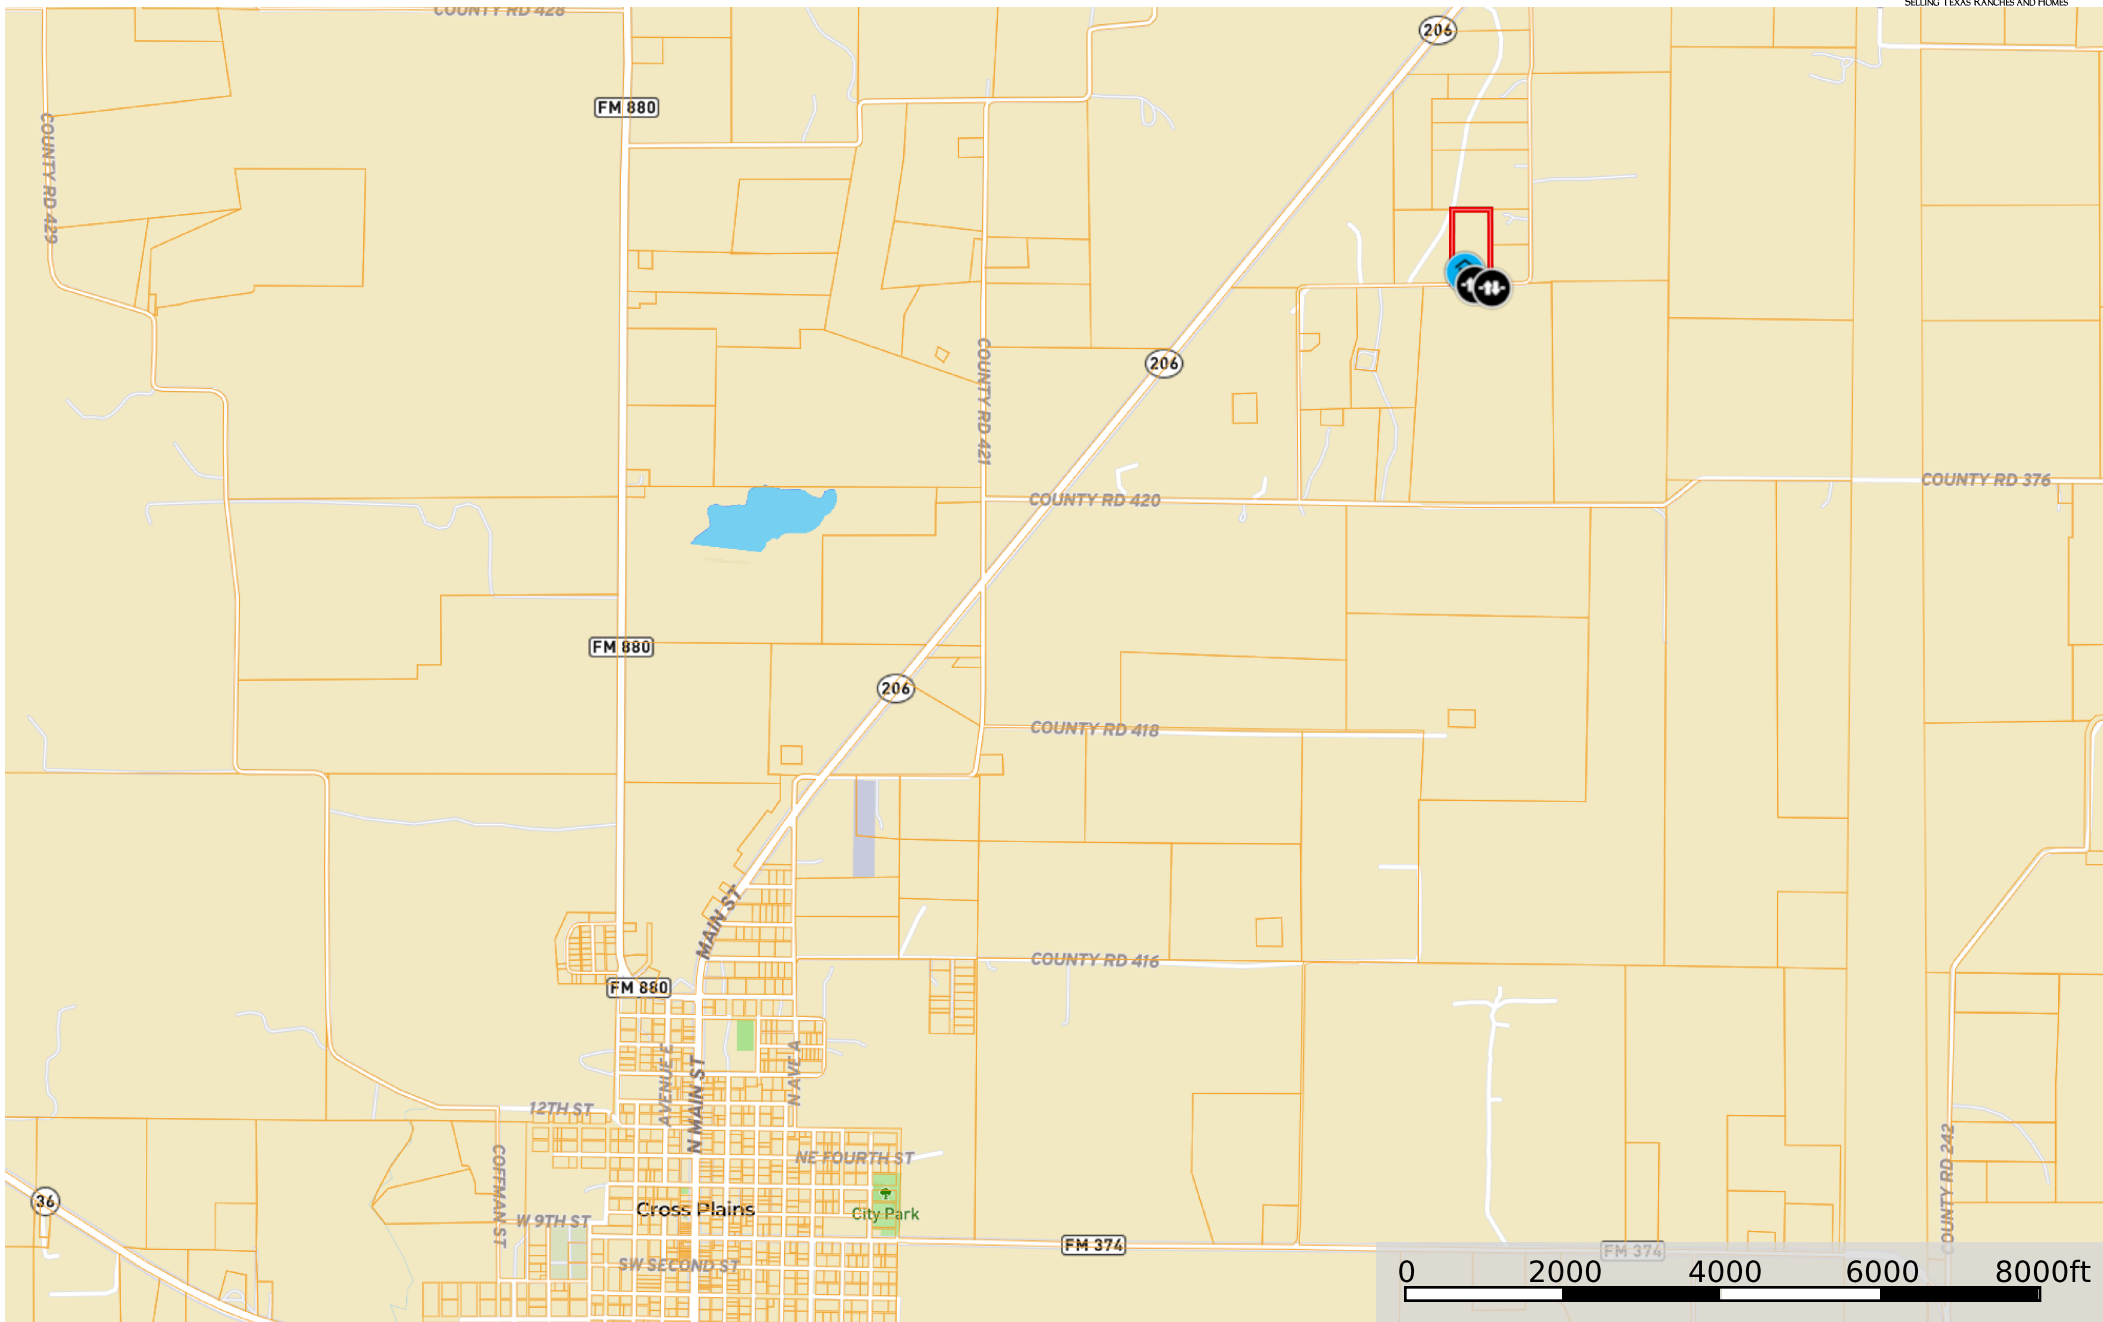 SELLING TEXAS RANCHES AND HOMES
COUNTY RD 428
206
FM 880
COUNTY RD 429
COUNTY RD 421
206
COUNTY RD 420
COUNTY RD 376
FM 880
206
COUNTY RD 418
MAIN ST
COUNTY RD 416
FM 880
AVENUE E
N MAIN ST
N AVE A
12TH ST
COFFMAN ST
NE FOURTH ST
COUNTY RD 242
36
Cross Plains
City Park
W 9TH ST
FM 374
FM 374
SW SECOND ST
0 2000 4000 6000 8000ft